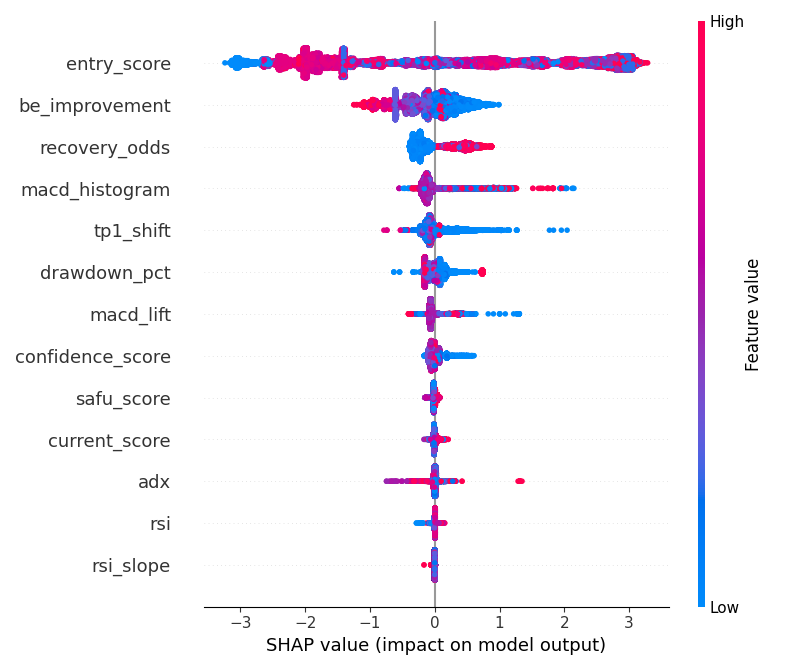 High
entry_score
be_improvement
recovery_odds
macd_histogram
tp1_shift
drawdown_pct
macd_lift
confidence_score
safu_score
current_score
adx
rsi
rsi_slope
Feature value
Low
−3 −2 −1 0 1 2 3
SHAP value (impact on model output)